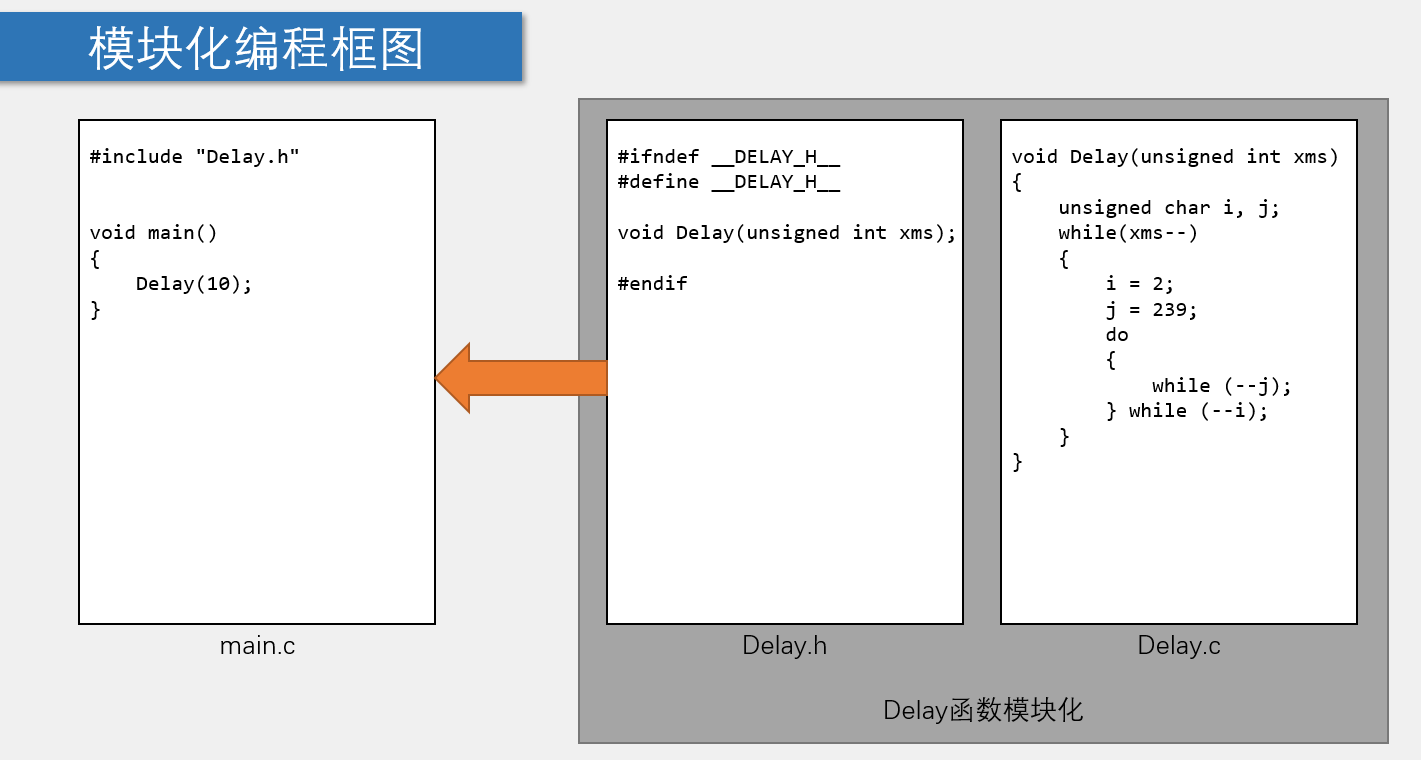 模块化编程框图
#include "Delay.h"
void main()
{
    Delay(10);
}
main.c
#ifndef __DELAY_H__
#define __DELAY_H__
void Delay(unsigned int xms);
#endif
Delay.h
void Delay(unsigned int xms)
{
    unsigned char i, j;
    while(xms--)
    {
        i = 2;
        j = 239;
        do
        {
            while (--j);
        } while (--i);
    }
}
Delay.c
Delay函数模块化